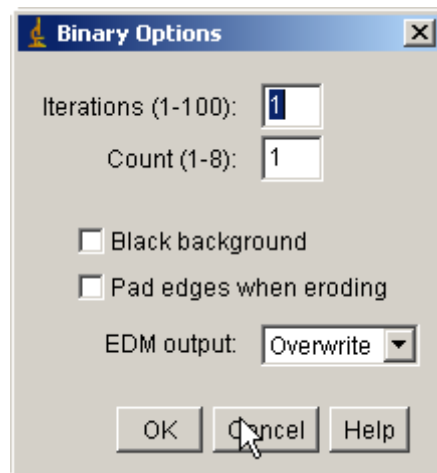 Binary Options
Iterations (1-100): 1
Count (1-8): 1
Black background
Pad edges when eroding
EDM output: Overwrite
OK Cancel Help